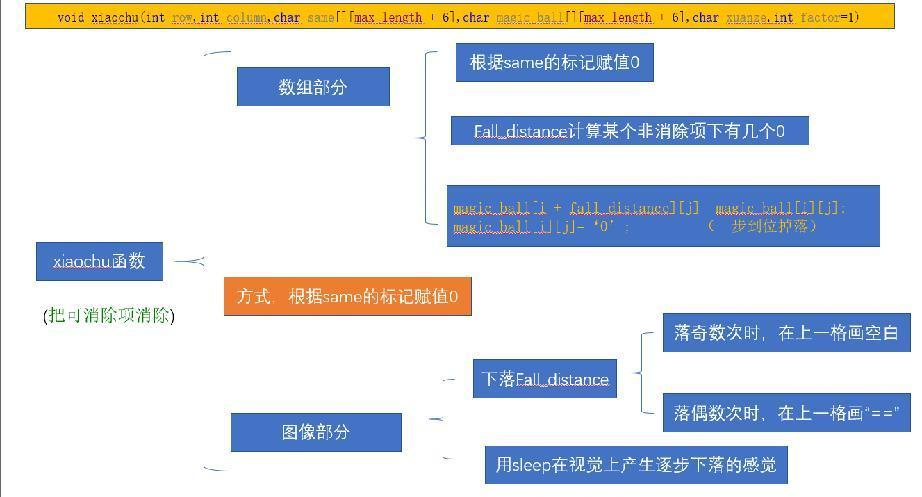 void xiaochu(int row,int column,char same[][max_length + 6],char magic_ball[][max_length + 6],char xuanze,int factor=1)
数组部分
根据same的标记赋值0
Fall_distance计算某个非消除项下有几个0
magic_ball[i + fall_distance][j] magic_ball[i][j];
magic_ball_i][j]= ‘0’ ; ( 步到位掉落)
xiaochu函数
(把可消除项消除)
方式，根据same的标记赋值0
落奇数次时，在上一格画空白
下落Fall_distance
落偶数次时，在上一格画“==”
图像部分
用sleep在视觉上产生逐步下落的感觉